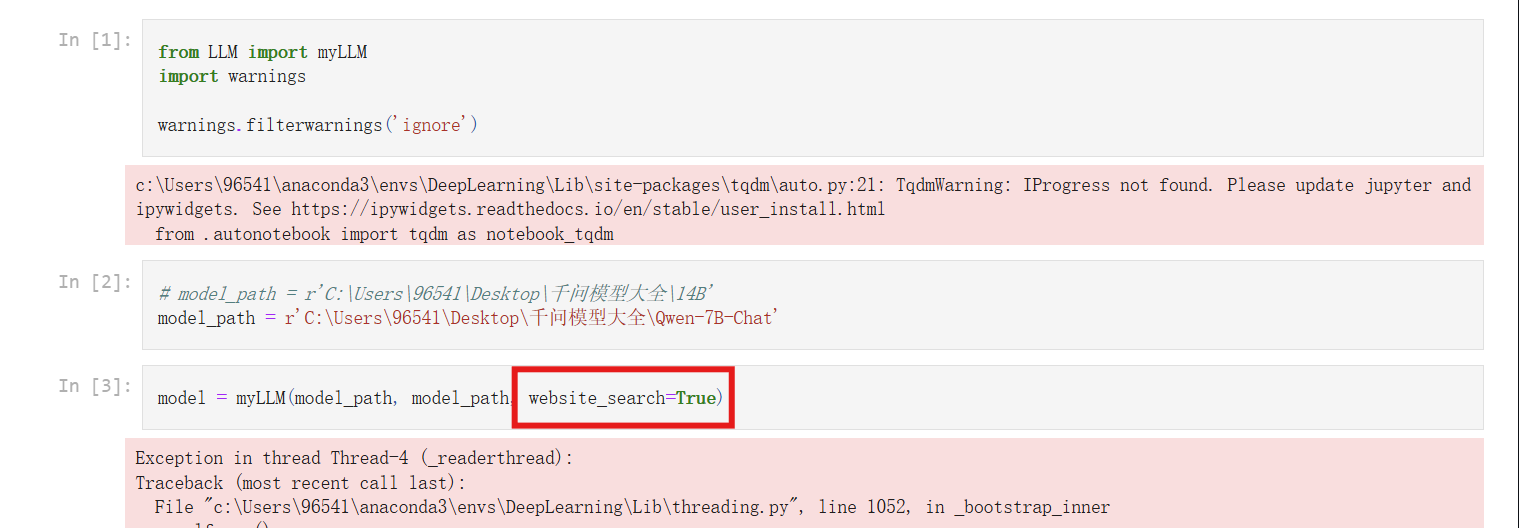 In [1]:
from LLM import myLLM
import warnings
warnings.filterwarnings('ignore')
c:\Users\96541\anaconda3\envs\DeepLearning\Lib\site-packages\tqdm\auto.py:21: TqdmWarning: IProgress not found. Please update jupyter and
ipywidgets. See https://ipywidgets.readthedocs.io/en/stable/user_install.html
from .autonotebook import tqdm as notebook_tqdm
In [2]:
# model_path = r'C:\Users\96541\Desktop\千问模型大全\14B'
model_path = r'C:\Users\96541\Desktop\千问模型大全\Qwen-7B-Chat'
In [3]:
model = myLLM(model_path, model_path, website_search=True)
Exception in thread Thread-4 (_readerthread):
Traceback (most recent call last):
File "c:\Users\96541\anaconda3\envs\DeepLearning\Lib\threading.py", line 1052, in _bootstrap_inner